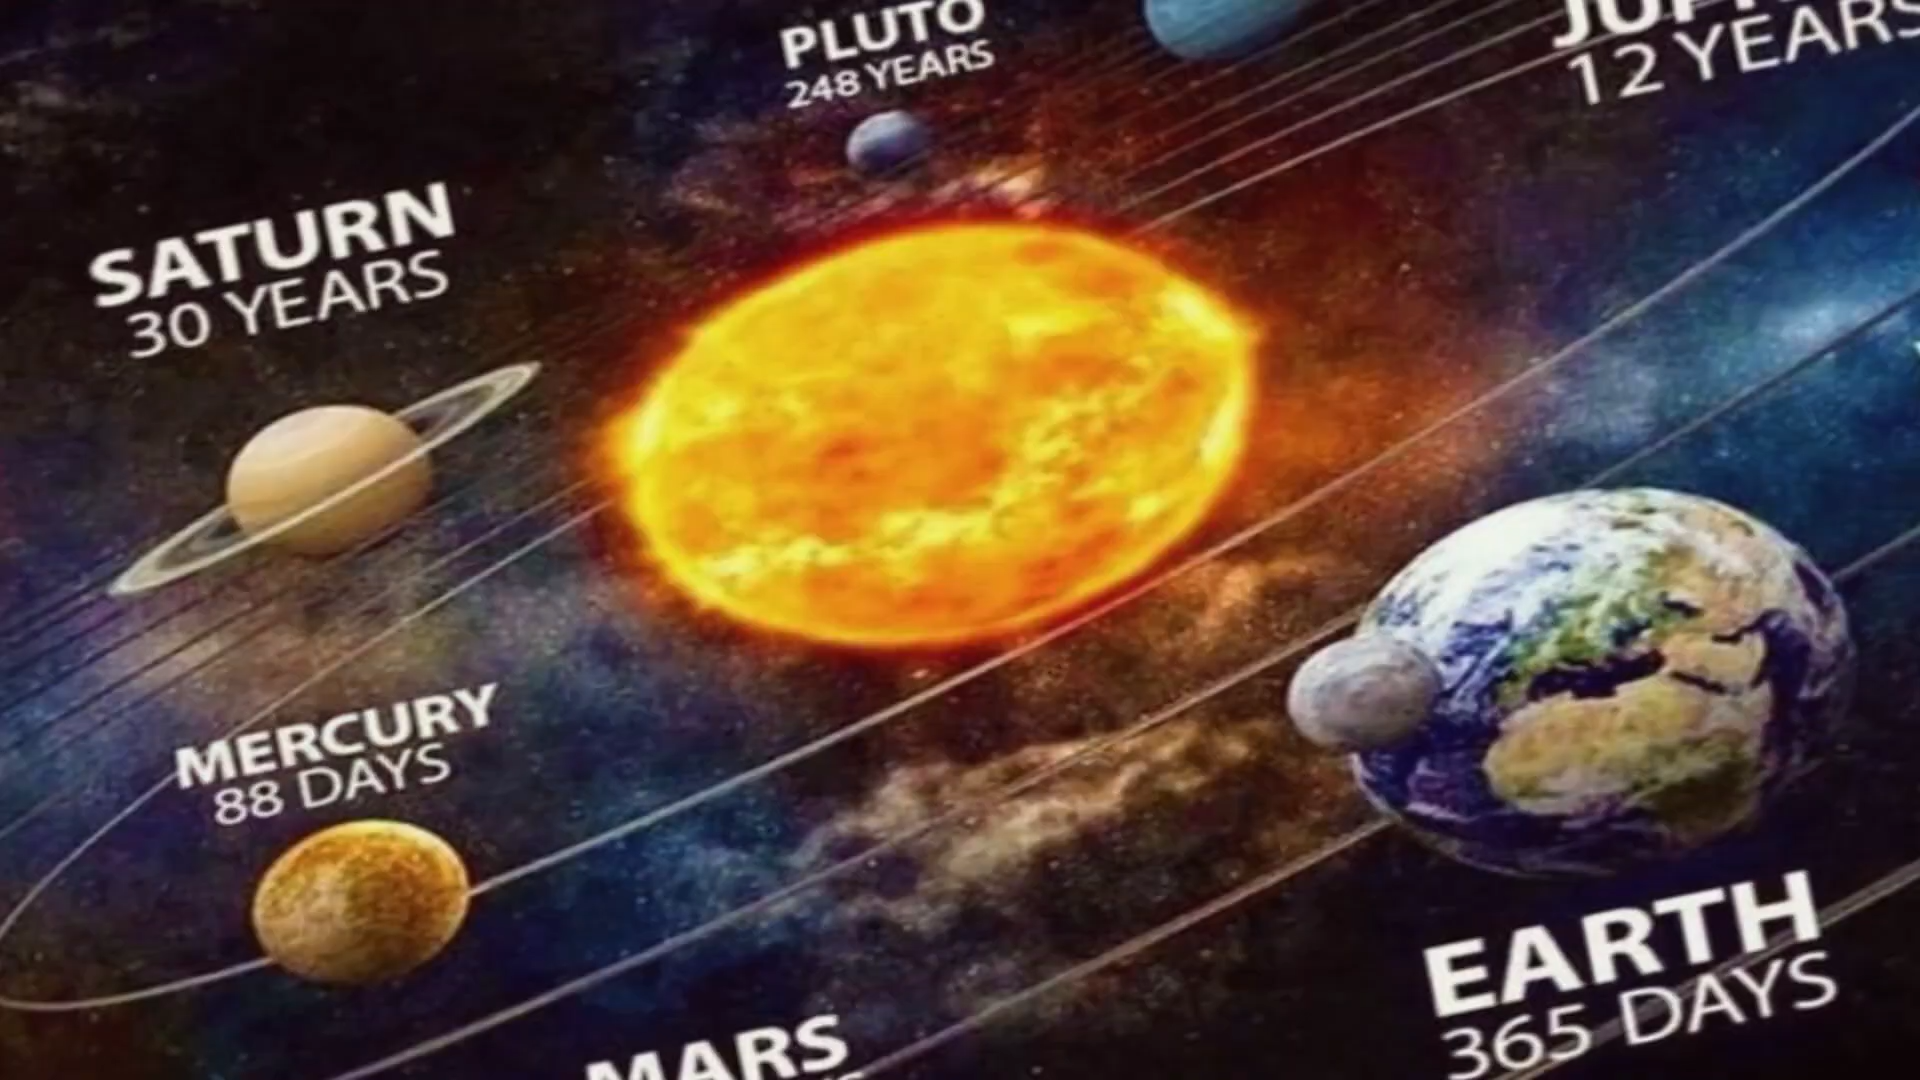 PLUTO
248 YEARS
12 YEARS
SATURN
30 YEARS
MERCURY
88 DAYS
EARTH
365 DAYS
MARS